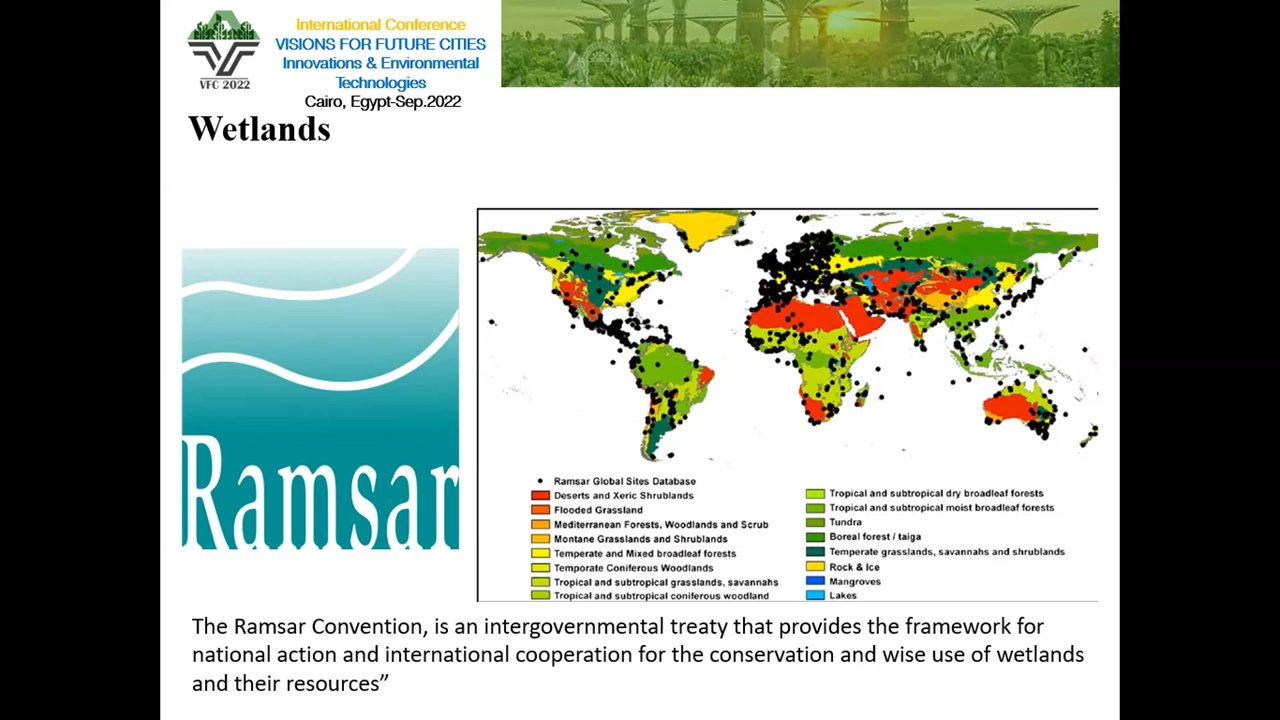 International Conference
VISIONS FOR FUTURE CITIES
Innovations & Environmental
Technologies
Cairo, Egypt-Sep.2022
VFC 2022
Wetlands
Ramsar
Ramsar Global Sites Database
Deserts and Xeric Shrublands
Flooded Grassland
Mediterranean Forests, Woodlands and Scrub
Montane Grasslands and Shrublands
Temperate and Mixed broadleaf forests
Temporate Coniferous Woodlands
Tropical and subtropical grasslands, savannahs
Tropical and subtropical coniferous woodland
Tropical and subtropical dry broadleaf forests
Tropical and subtropical moist broadleaf forests
Tundra
Boreal forest / taiga
Temperate grasslands, savannahs and shrublands
Rock & Ice
Mangroves
Lakes
The Ramsar Convention, is an intergovernmental treaty that provides the framework for
national action and international cooperation for the conservation and wise use of wetlands
and their resources”